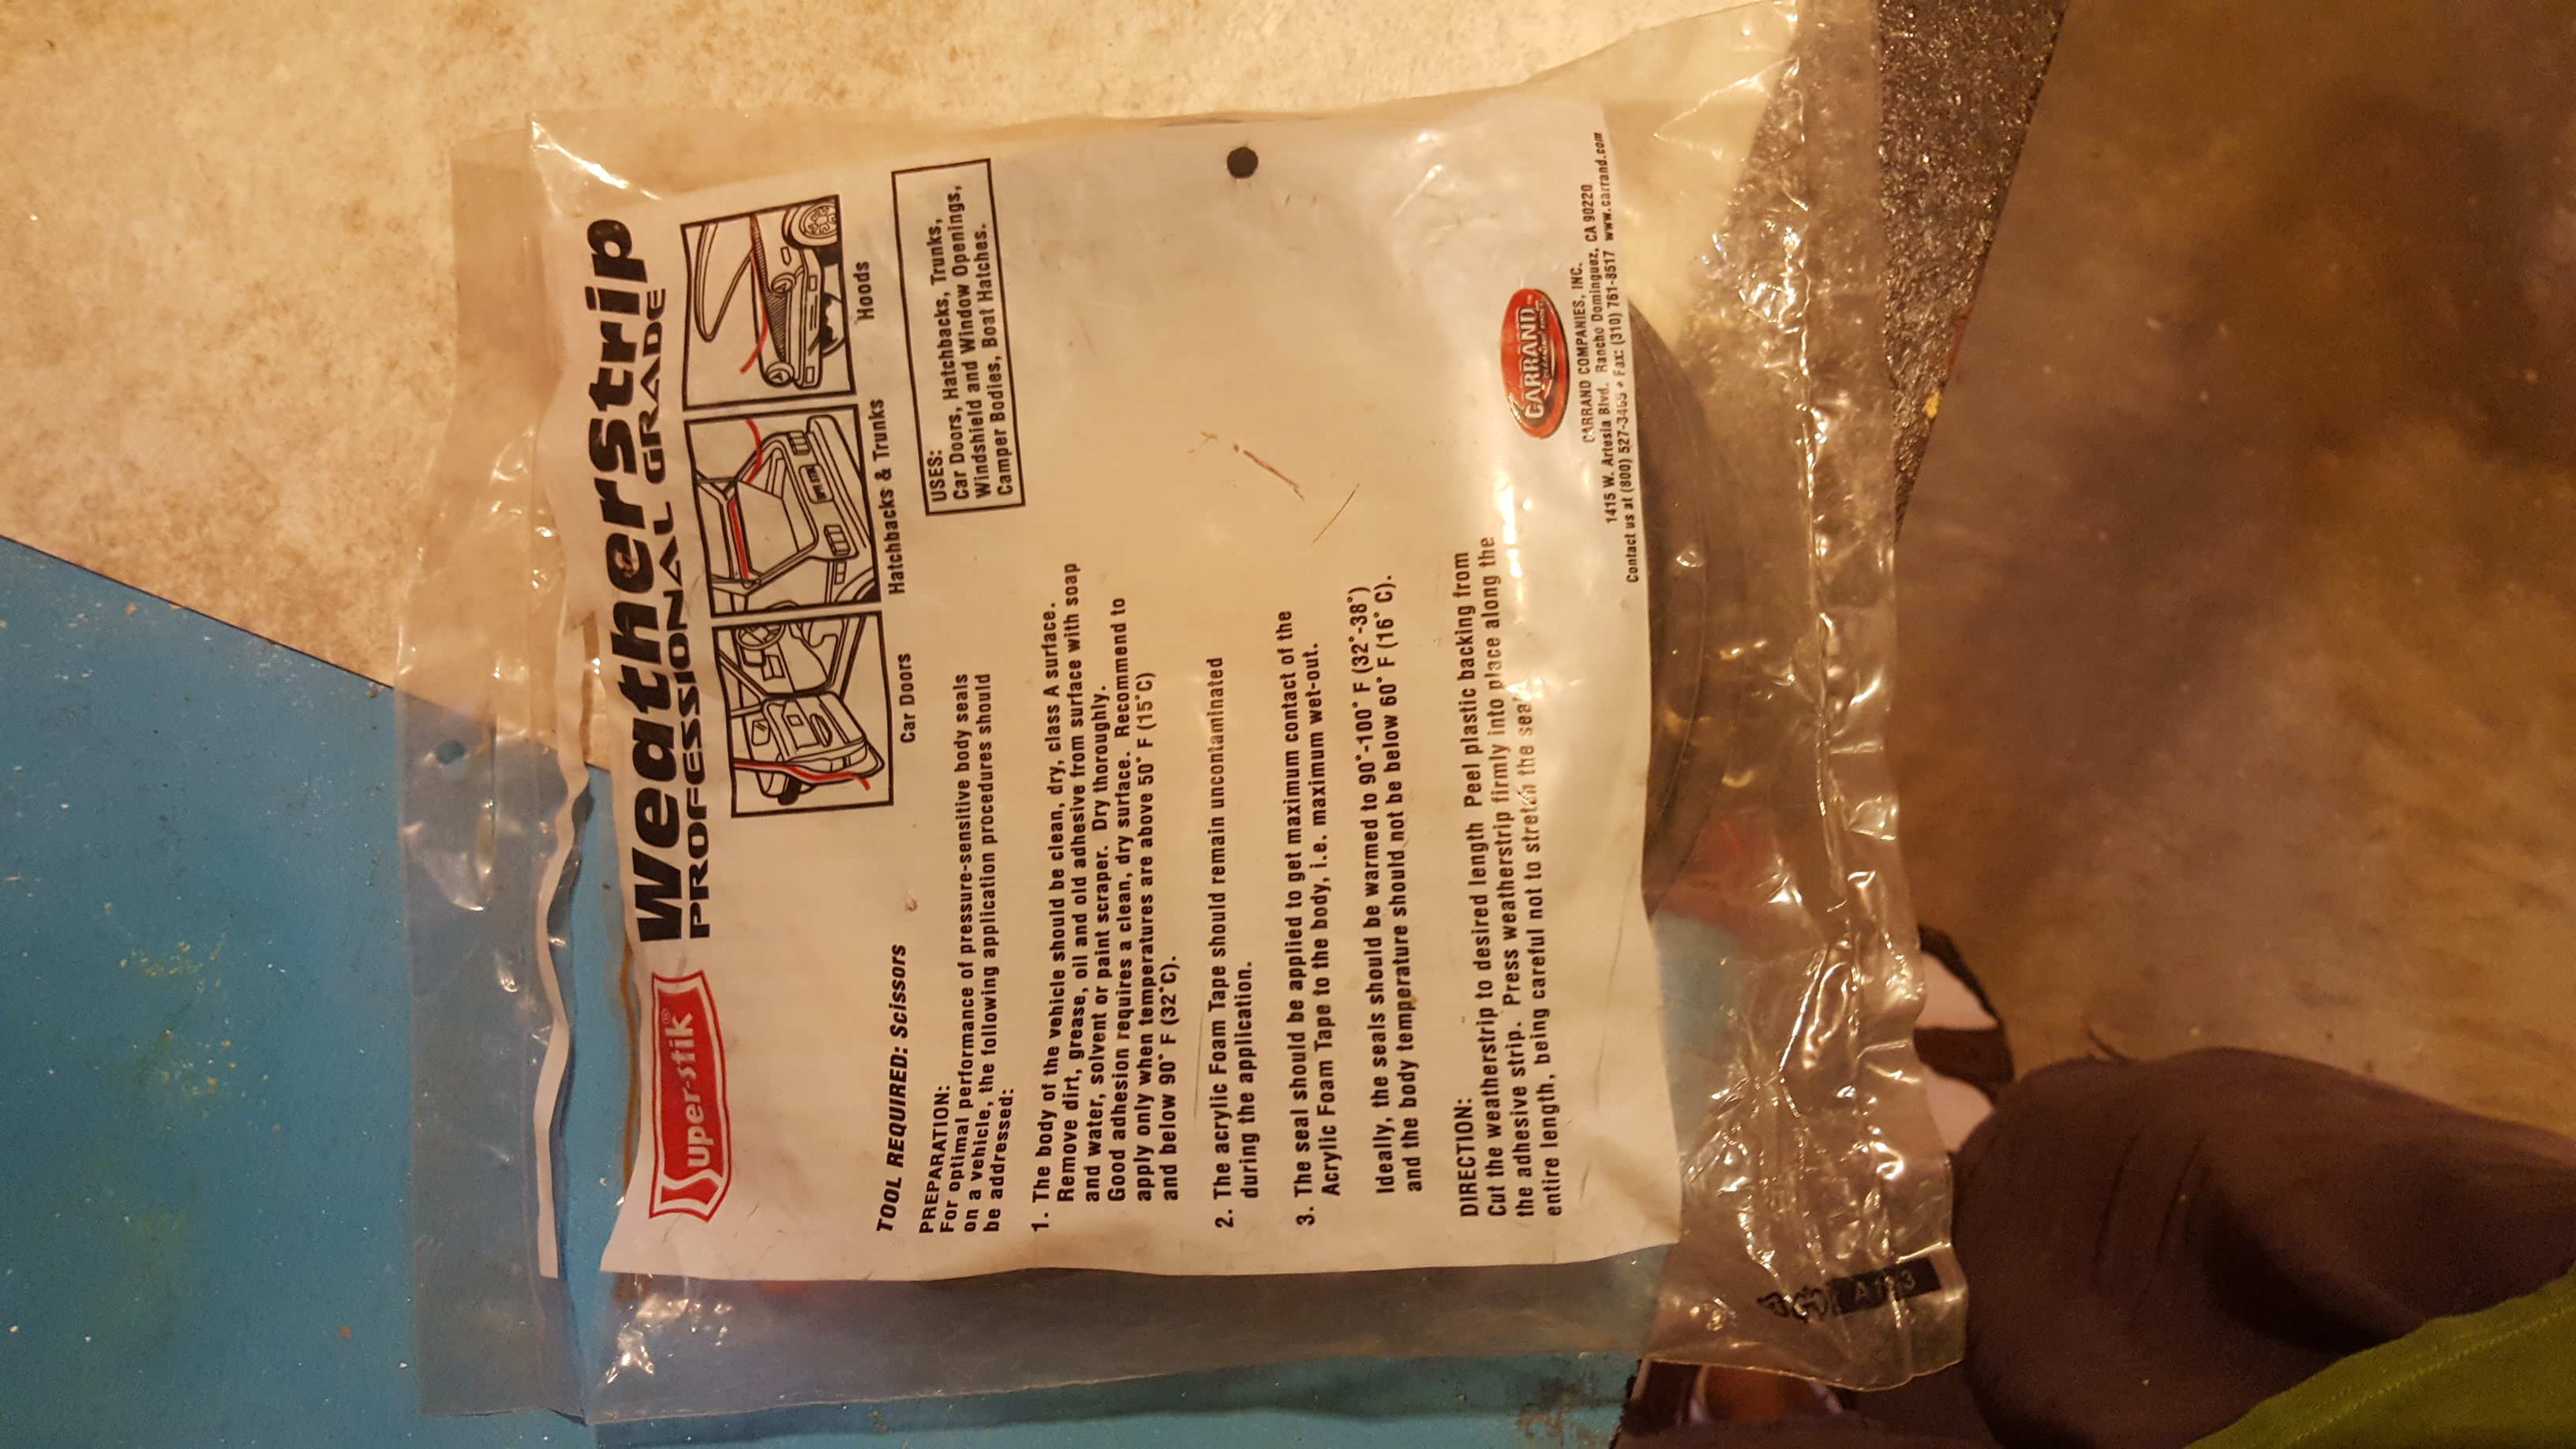 Super-stik®
Weatherstrip
PROFESSIONAL GRADE
Car Doors
Hatchbacks & Trunks
Hoods
TOOL REQUIRED: Scissors
USES:
Car Doors, Hatchbacks, Trunks,
Windshield and Window Openings,
Camper Bodies, Boat Hatches.
PREPARATION:
For optimal performance of pressure-sensitive body seals
on a vehicle, the following application procedures should
be addressed:
1. The body of the vehicle should be clean, dry, class A surface.
Remove dirt, grease, oil and old adhesive from surface with soap
and water, solvent or paint scraper. Dry thoroughly.
Good adhesion requires a clean, dry surface. Recommend to
apply only when temperatures are above 50° F (15°C)
and below 90° F (32°C).
2. The acrylic Foam Tape should remain uncontaminated
during the application.
3. The seal should be applied to get maximum contact of the
Acrylic Foam Tape to the body, i.e. maximum wet-out.
Ideally, the seals should be warmed to 90°-100° F (32°-38°)
and the body temperature should not be below 60° F (16° C).
DIRECTION:
Cut the weatherstrip to desired length Peel plastic backing from
the adhesive strip. Press weatherstrip firmly into place along the
entire length, being careful not to stretch the seal
CARRAND™
CARRAND COMPANIES, INC.
1415 W. Artesia Blvd. Rancho Dominguez, CA 90220
Contact us at (800) 527-3455 • Fax: (310) 761-8517 www.carrand.com